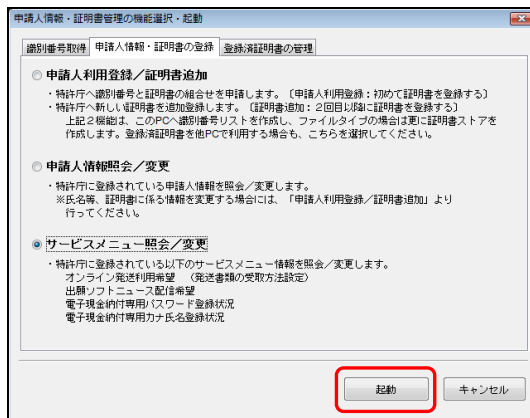 申請人情報・証明書管理の機能選択・起動
識別番号取得 申請人情報・証明書の登録 登録済証明書の管理
申請人利用登録／証明書追加
・特許庁へ識別番号と証明書の組合せを申請します。〔申請人利用登録：初めて証明書を登録する〕
・特許庁へ新しい証明書を追加登録します。〔証明書追加：２回目以降に証明書を登録する〕
上記２機能は、このPCへ識別番号リストを作成し、ファイルタイプの場合は更に証明書ストアを
作成します。登録済証明書を他PCで利用する場合も、こちらを選択してください。
申請人情報照会／変更
・特許庁に登録されている申請人情報を照会／変更します。
※氏名等、証明書に係る情報を変更する場合には、「申請人利用登録／証明書追加」より
行ってください。
サービスメニュー照会／変更
・特許庁に登録されている以下のサービスメニュー情報を照会／変更します。
オンライン発送利用希望　（発送書類の受取方法設定）
出願ソフトニュース配信希望
電子現金納付専用パスワード登録状況
電子現金納付専用カナ氏名登録状況
起動 キャンセル